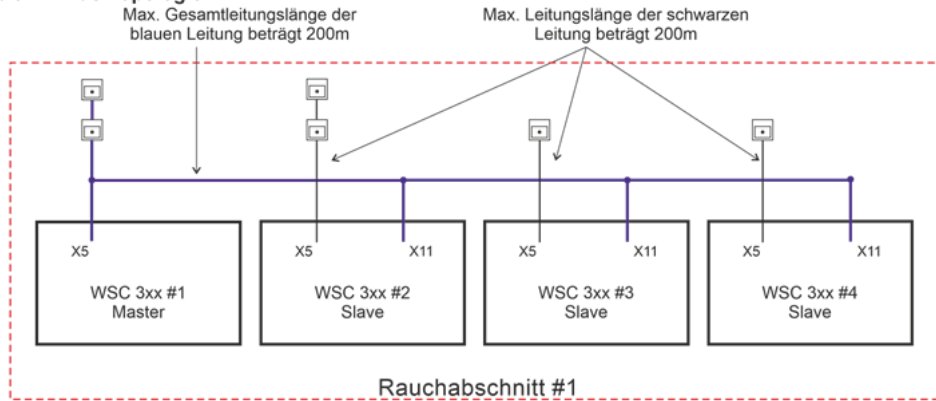 Max. Gesamtleitungslänge der
blauen Leitung beträgt 200m
Max. Leitungslänge der schwarzen
Leitung beträgt 200m
X5
WSC 3xx #1
Master
X5
X11
WSC 3xx #2
Slave
X5
X11
WSC 3xx #3
Slave
X5
X11
WSC 3xx #4
Slave
Rauchabschnitt #1